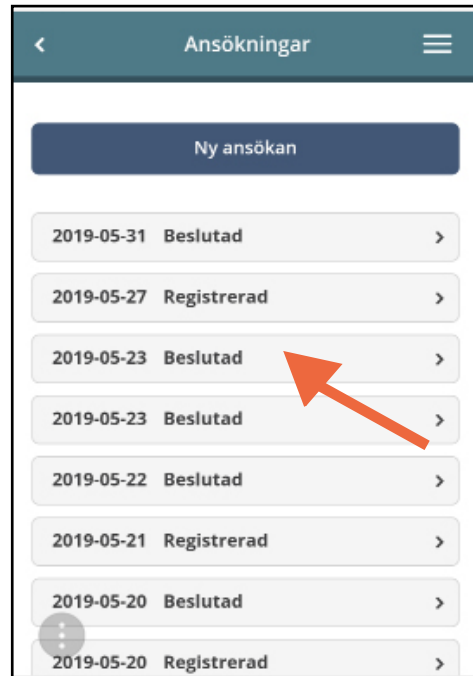 Ansökningar
Ny ansökan
2019-05-31 Beslutad
2019-05-27 Registrerad
2019-05-23 Beslutad
2019-05-23 Beslutad
2019-05-22 Beslutad
2019-05-21 Registrerad
2019-05-20 Beslutad
2019-05-20 Registrerad